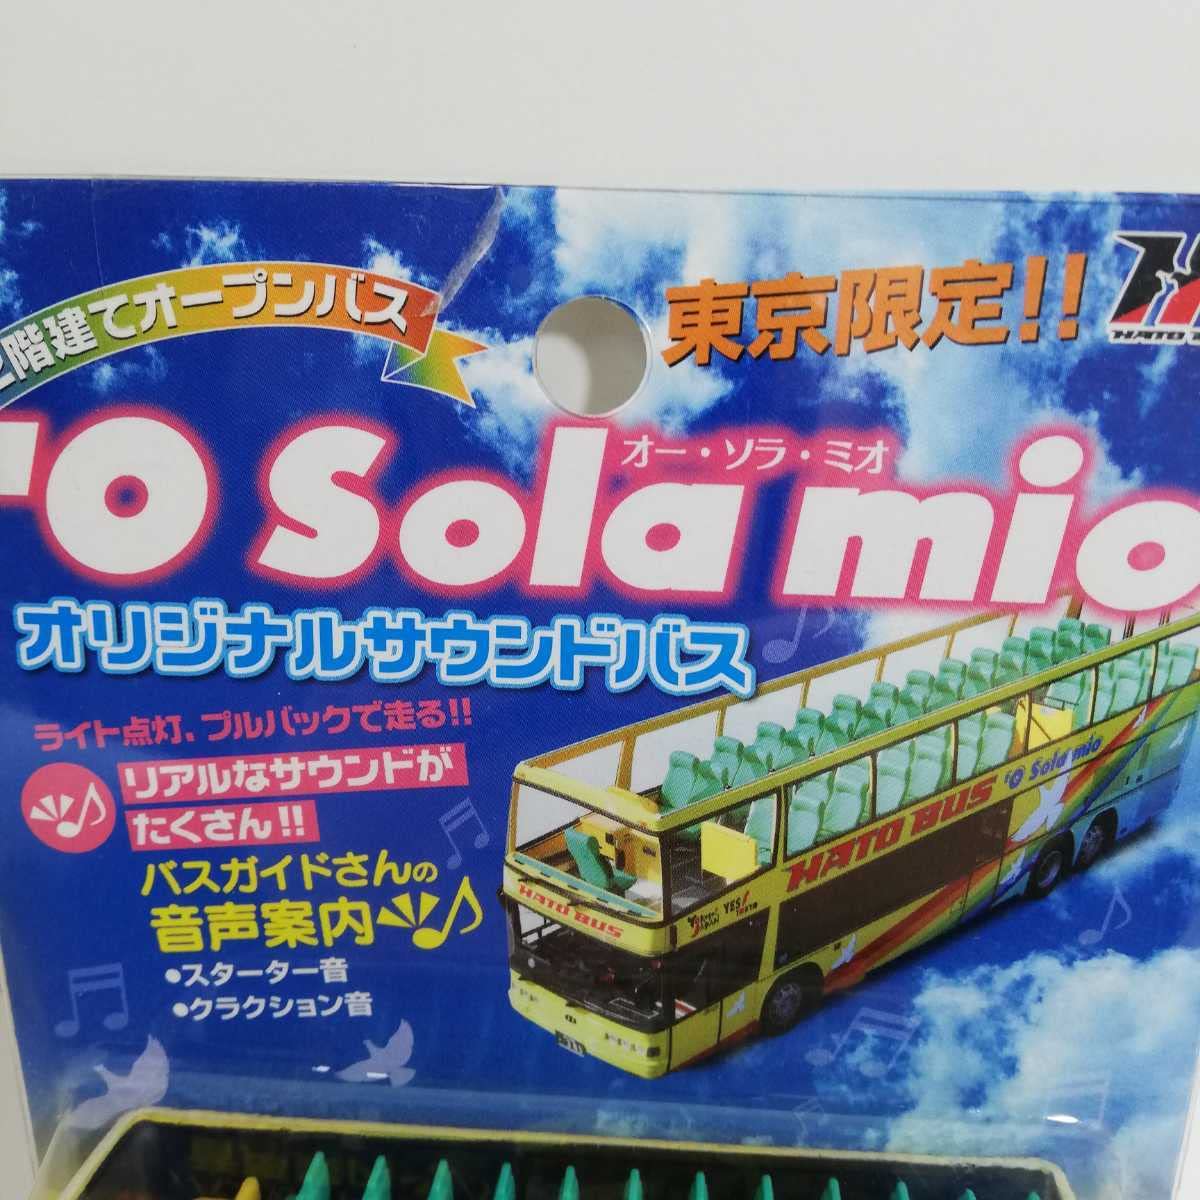 2階建てオープンバス
東京限定!!
HATO B
'O Sola mio
オー・ソラ・ミオ
オリジナルサウンドバス
ライト点灯、プルバックで走る!!
リアルなサウンドが
たくさん!!
バスガイドさんの
音声案内
•スターター音
•クラクション音
'O Sola mio
HATO BUS
HATO BUS
YES!